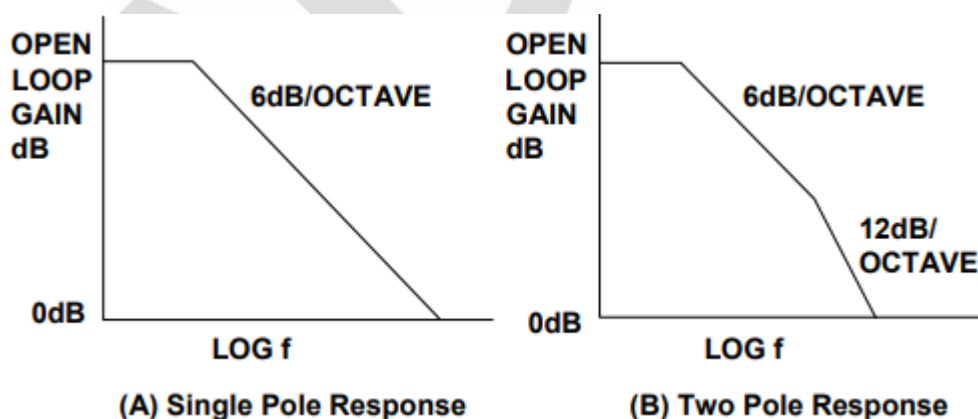 OPEN
LOOP
GAIN
dB
6dB/OCTAVE
0dB
LOG f
(A) Single Pole Response
OPEN
LOOP
GAIN
dB
6dB/OCTAVE
12dB/
OCTAVE
0dB
LOG f
(B) Two Pole Response